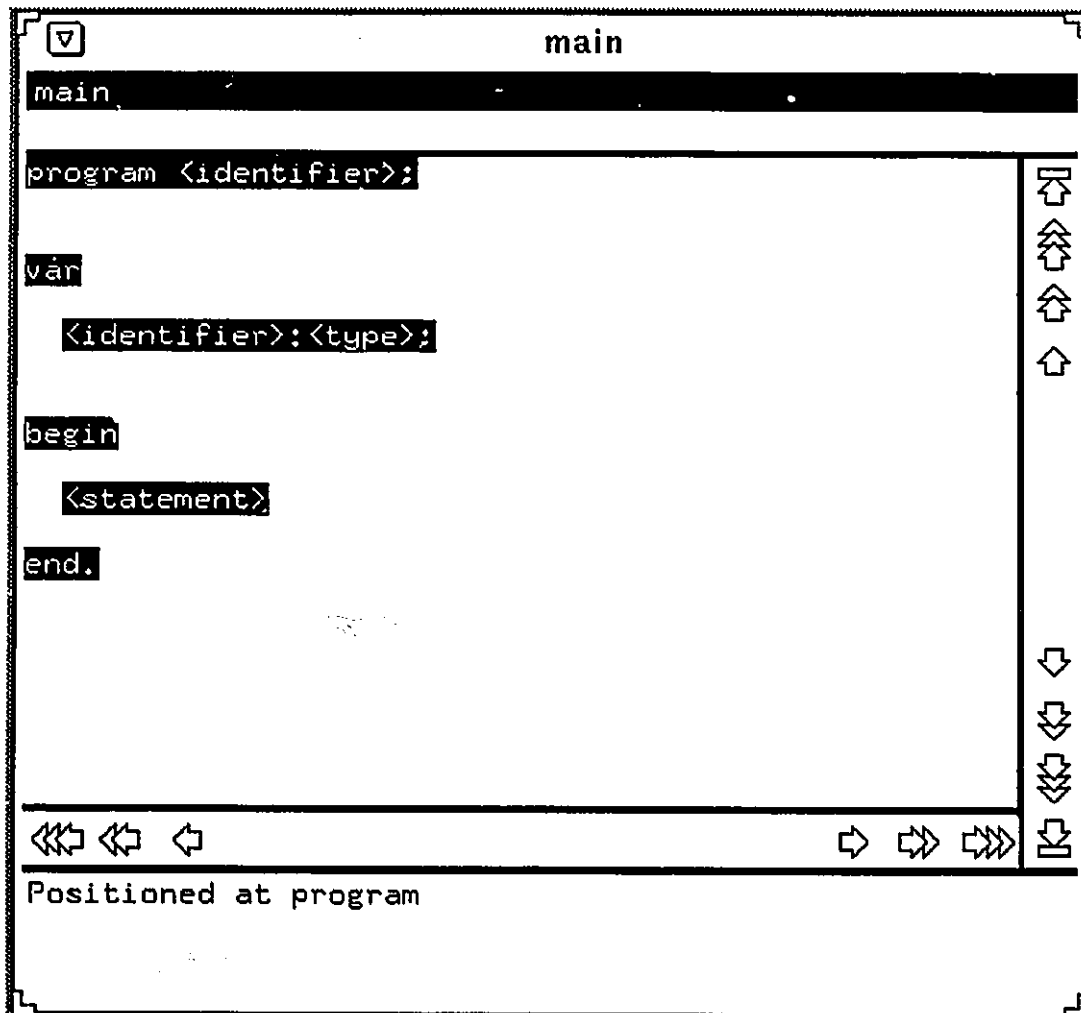 main
main
program <identifier>;
var
<identifier>:<type>;
begin
<statement>
end.
Positioned at program